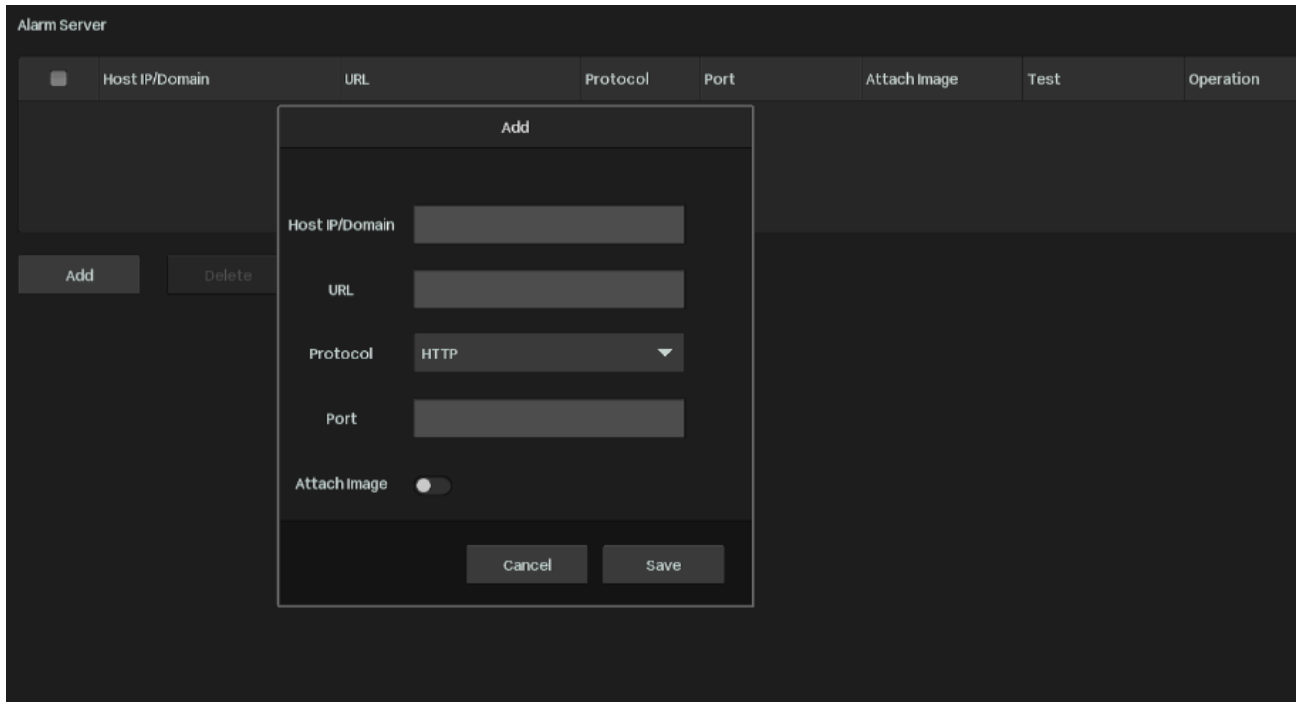 Alarm Server
Host IP/Domain URL Protocol Port Attach Image Test Operation
Add
Host IP/Domain
Add Delete
URL
Protocol HTTP
Port
Attach Image
Cancel Save